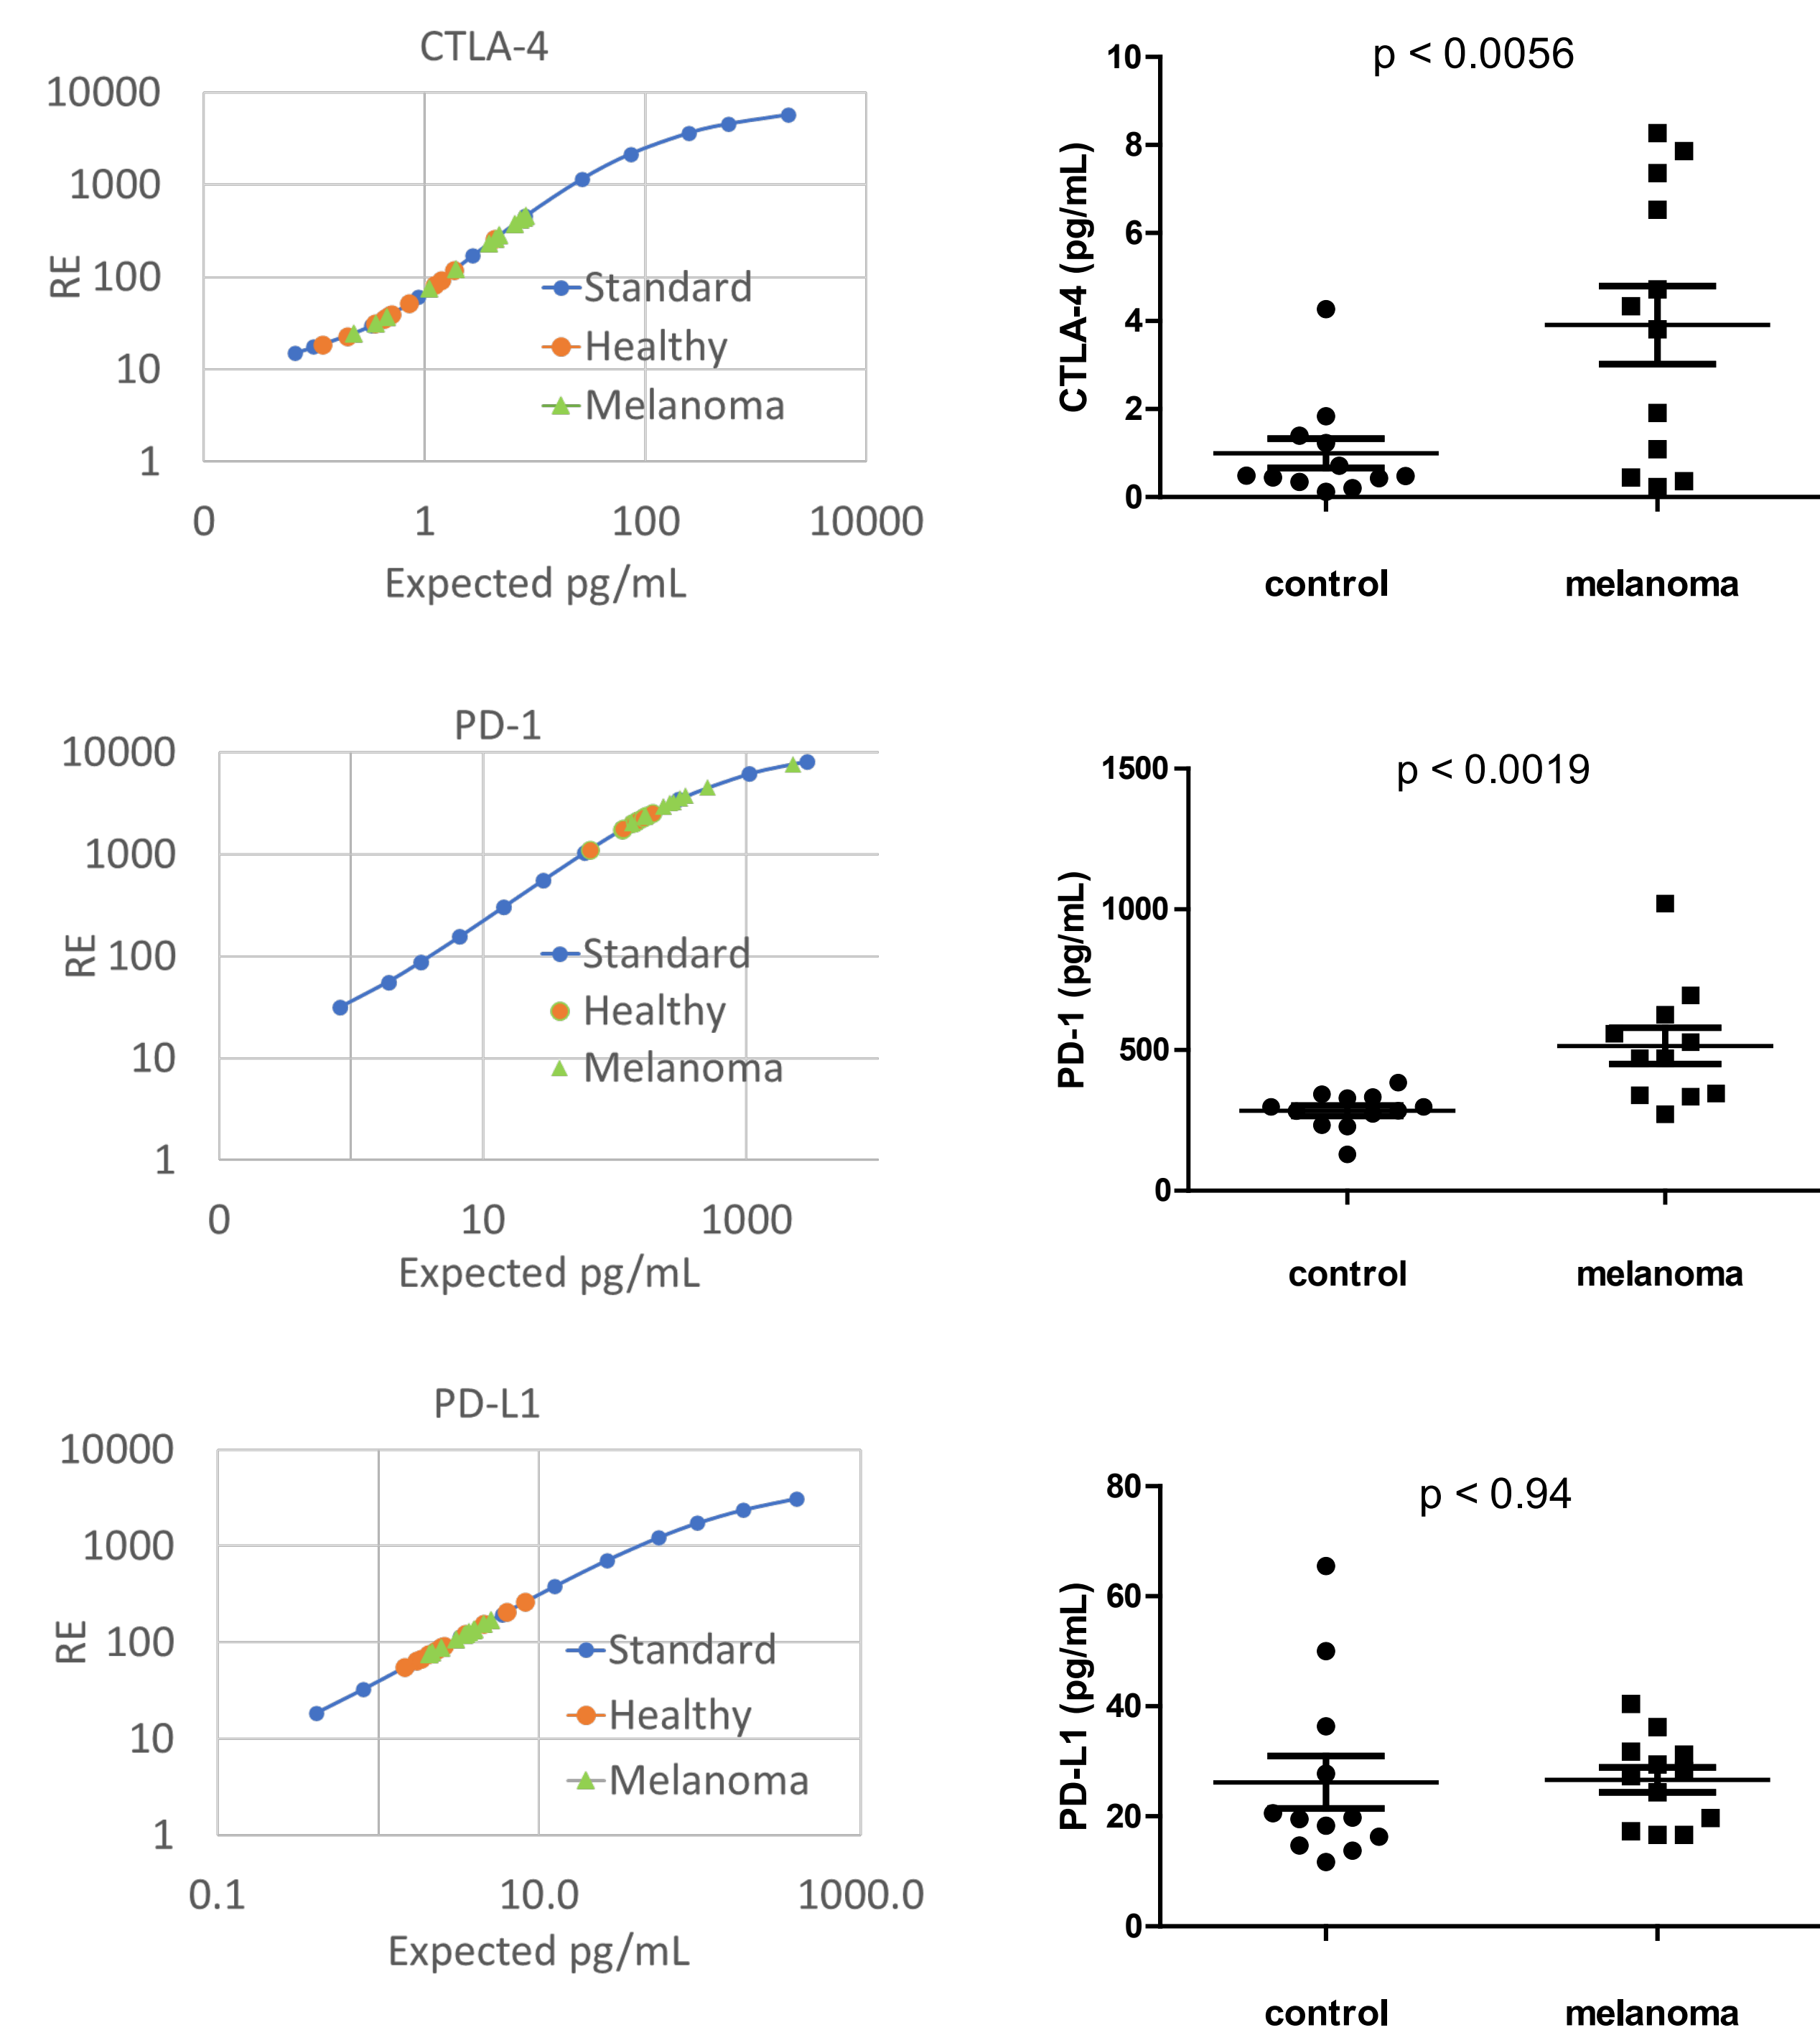 CTLA-4
10000
1000
100
10
1
RE
Standard
Healthy
Melanoma
0 1 100 10000
Expected pg/mL
p < 0.0056
10
8
6
4
2
0
CTLA-4 (pg/mL)
control melanoma
PD-1
10000
1000
100
10
1
RE
Standard
Healthy
Melanoma
0 10 1000
Expected pg/mL
p < 0.0019
1500
1000
500
0
PD-1 (pg/mL)
control melanoma
PD-L1
10000
1000
100
10
1
RE
Standard
Healthy
Melanoma
0.1 10.0 1000.0
Expected pg/mL
p < 0.94
80
60
40
20
0
PD-L1 (pg/mL)
control melanoma